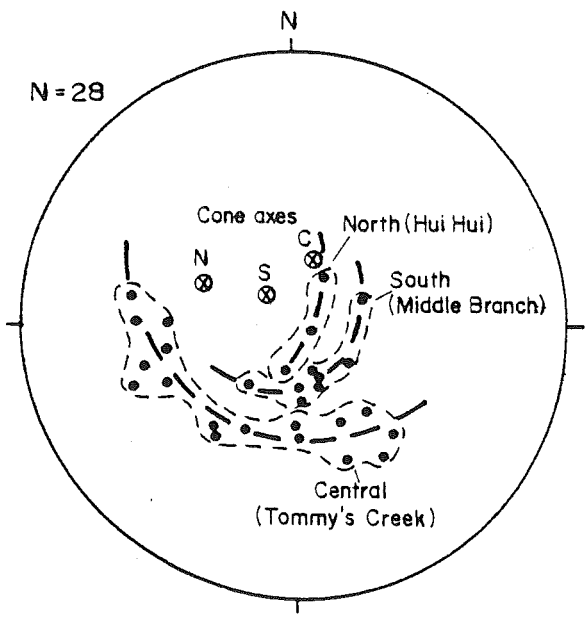 N
N = 28
Cone axes
C
North (Hui Hui)
N
S
South
(Middle Branch)
Central
(Tommy's Creek)